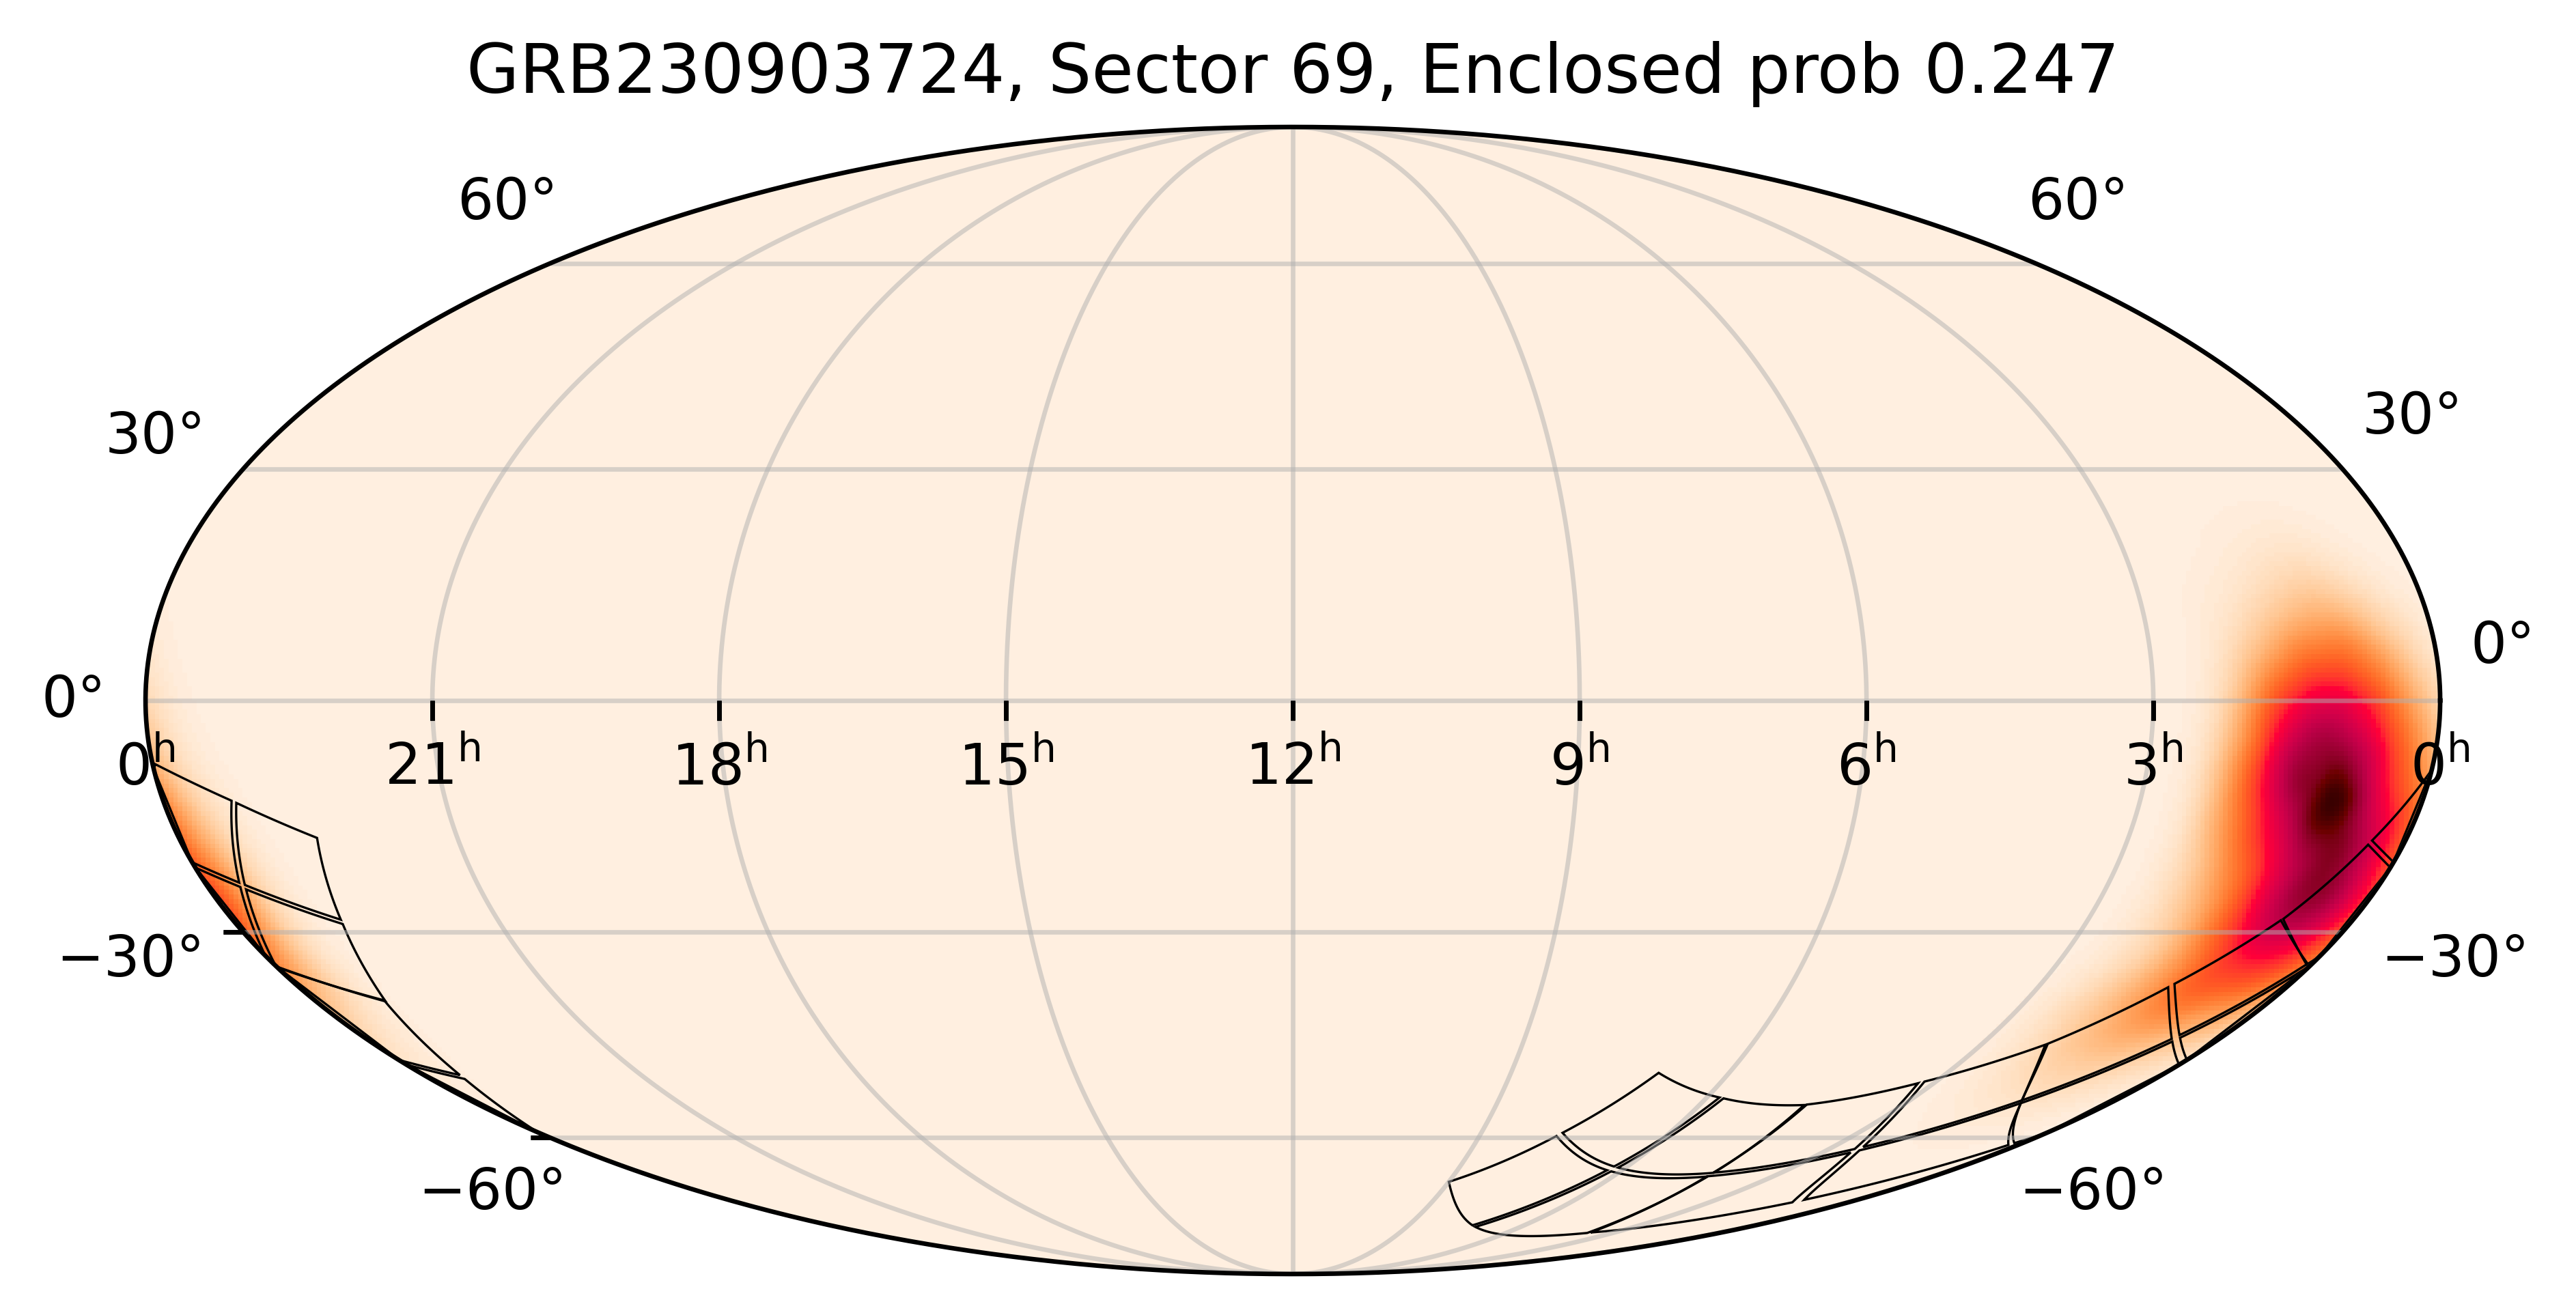 GRB230903724, Sector 69, Enclosed prob 0.247
60° 60°
30° 30°
0° 0°
0ʰ 21ʰ 18ʰ 15ʰ 12ʰ 9ʰ 6ʰ 3ʰ 0ʰ
−30° −30°
−60° −60°